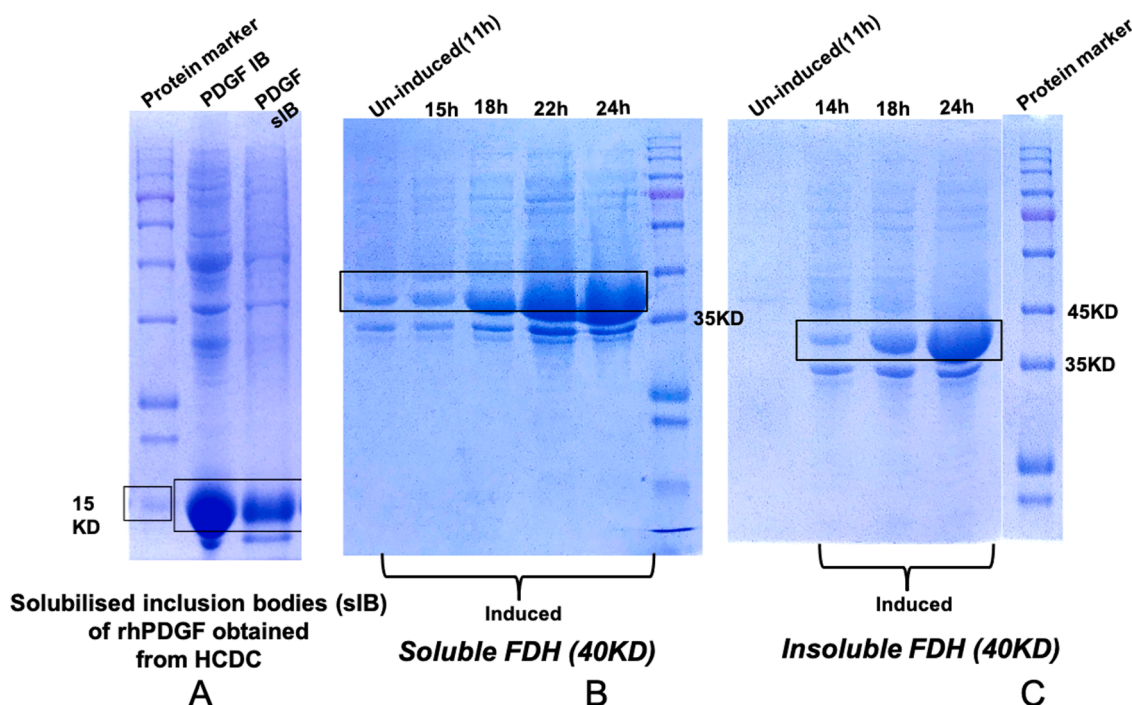 Protein marker
PDGF IB
PDGF
sIB
15
KD
Solubilised inclusion bodies (sIB)
of rhPDGF obtained
from HCDC
A
Un-induced(11h)
15h
18h
22h
24h
35KD
Induced
Soluble FDH (40KD)
B
Un-induced(11h)
14h
18h
24h
Protein marker
45KD
35KD
Induced
Insoluble FDH (40KD)
C